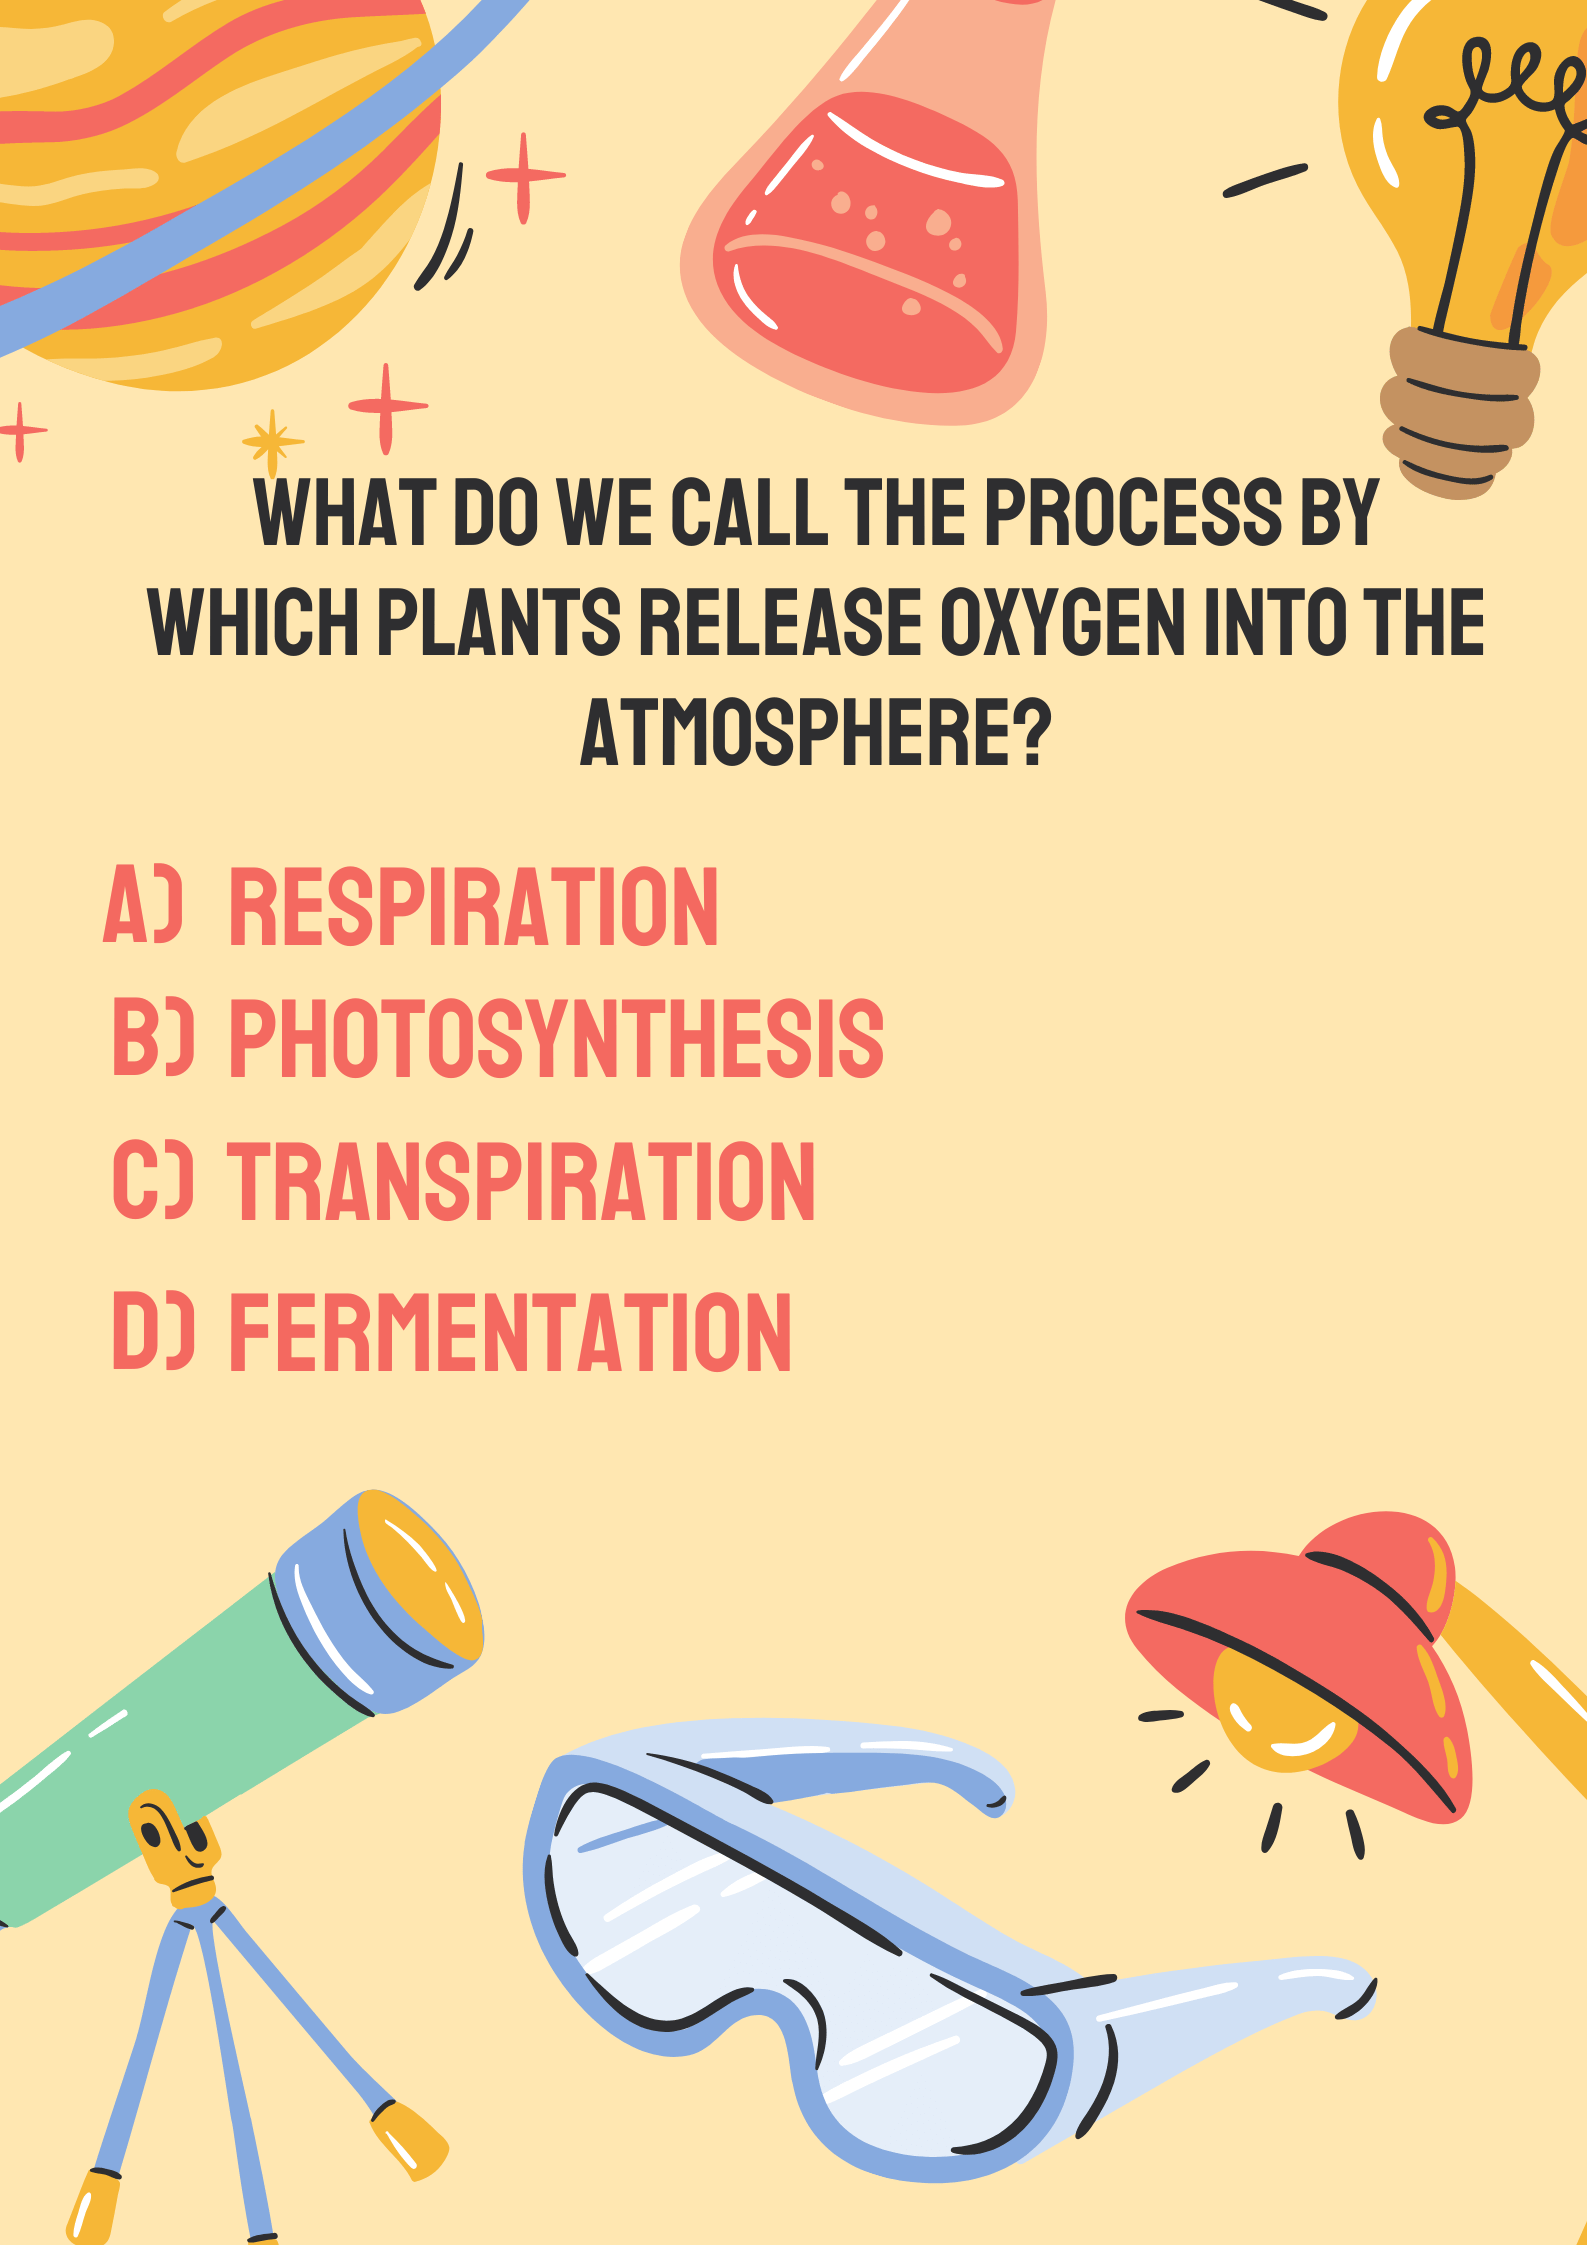 WHAT DO WE CALL THE PROCESS BY
WHICH PLANTS RELEASE OXYGEN INTO THE
ATMOSPHERE?
A) RESPIRATION
B) PHOTOSYNTHESIS
C) TRANSPIRATION
D) FERMENTATION